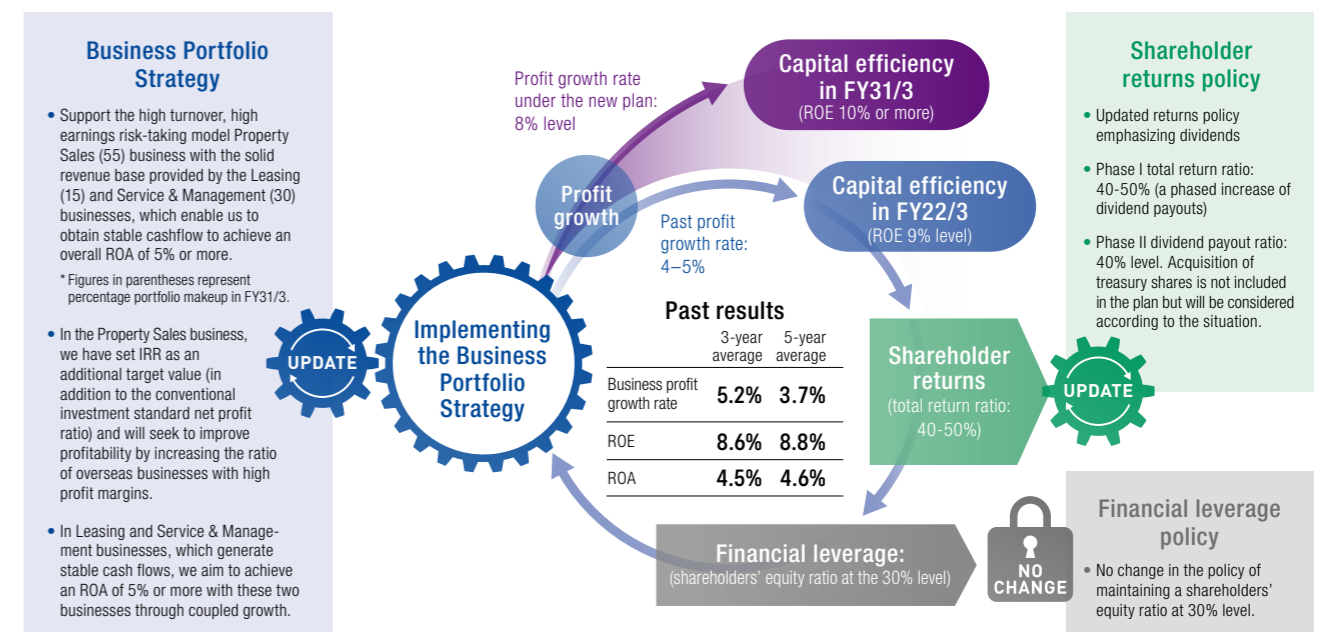 Business Portfolio
Strategy
• Support the high turnover, high
earnings risk-taking model Property
Sales (55) business with the solid
revenue base provided by the Leasing
(15) and Service & Management (30)
businesses, which enable us to
obtain stable cashflow to achieve an
overall ROA of 5% or more.
* Figures in parentheses represent
percentage portfolio makeup in FY31/3.
• In the Property Sales business,
we have set IRR as an
additional target value (in
addition to the conventional
investment standard net profit
ratio) and will seek to improve
profitability by increasing the ratio
of overseas businesses with high
profit margins.
• In Leasing and Service & Manage-
ment businesses, which generate
stable cash flows, we aim to achieve
an ROA of 5% or more with these two
businesses through coupled growth.
UPDATE
Implementing
the Business
Portfolio
Strategy
Profit
growth
Profit growth rate
under the new plan:
8% level
Capital efficiency
in FY31/3
(ROE 10% or more)
Past profit
growth rate:
4–5%
Capital efficiency
in FY22/3
(ROE 9% level)
Past results
3-year 5-year
average average
Business profit
growth rate 5.2% 3.7%
ROE 8.6% 8.8%
ROA 4.5% 4.6%
Shareholder
returns
(total return ratio:
40-50%)
UPDATE
Financial leverage:
(shareholders' equity ratio at the 30% level)
NO
CHANGE
Shareholder
returns policy
• Updated returns policy
emphasizing dividends
• Phase I total return ratio:
40-50% (a phased increase of
dividend payouts)
• Phase II dividend payout ratio:
40% level. Acquisition of
treasury shares is not included
in the plan but will be considered
according to the situation.
Financial leverage
policy
• No change in the policy of
maintaining a shareholders'
equity ratio at 30% level.